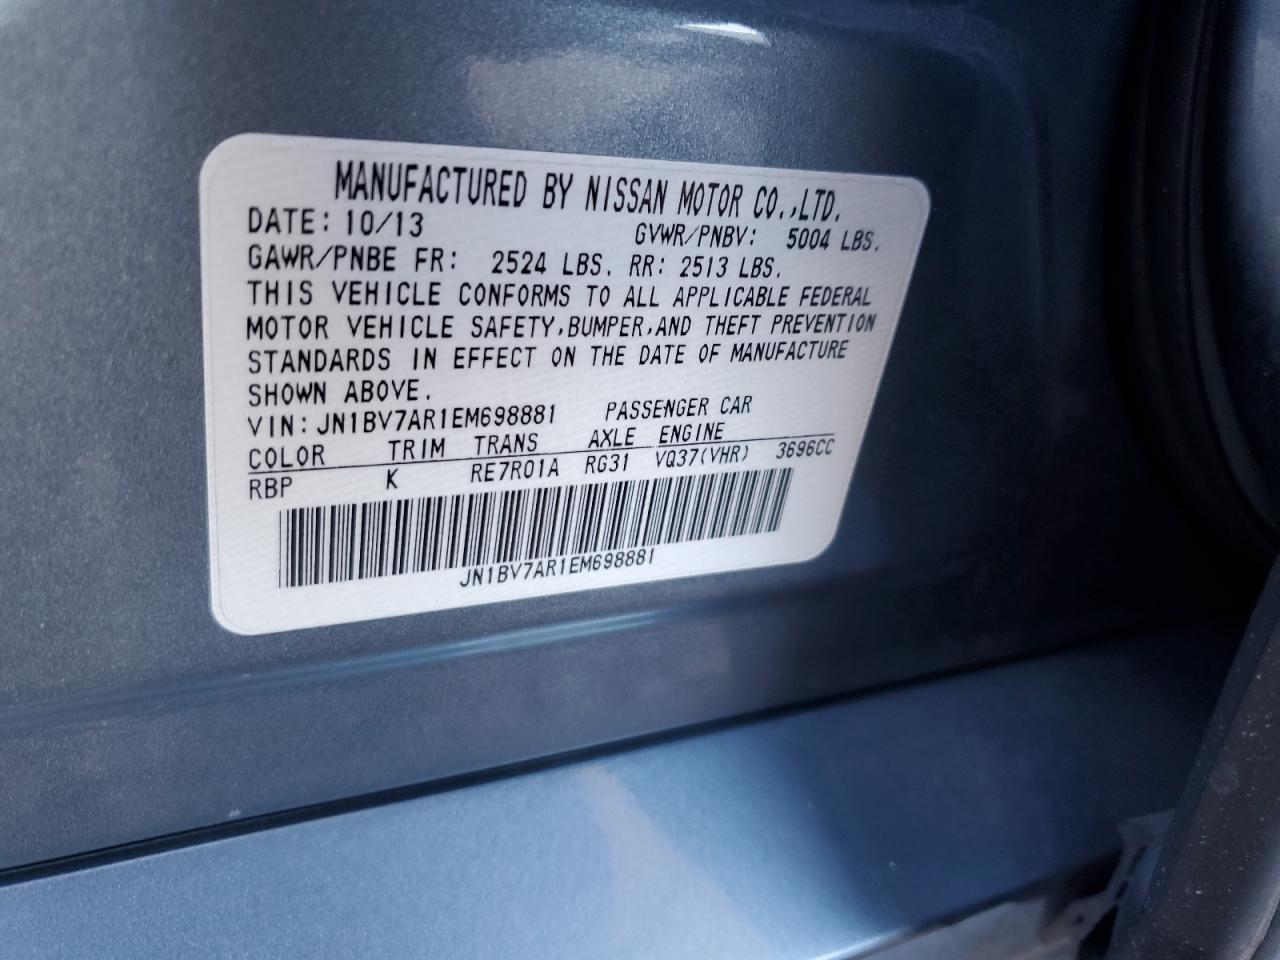 MANUFACTURED BY NISSAN MOTOR CO.,LTD.
DATE: 10/13 GVWR/PNBV: 5004 LBS.
GAWR/PNBE FR: 2524 LBS. RR: 2513 LBS.
THIS VEHICLE CONFORMS TO ALL APPLICABLE FEDERAL
MOTOR VEHICLE SAFETY,BUMPER,AND THEFT PREVENTION
STANDARDS IN EFFECT ON THE DATE OF MANUFACTURE
SHOWN ABOVE.
VIN: JN1BV7AR1EM698881 PASSENGER CAR
COLOR TRIM TRANS AXLE ENGINE
RBP K RE7R01A RG31 VQ37(VHR) 3696CC
JN1BV7AR1EM698881